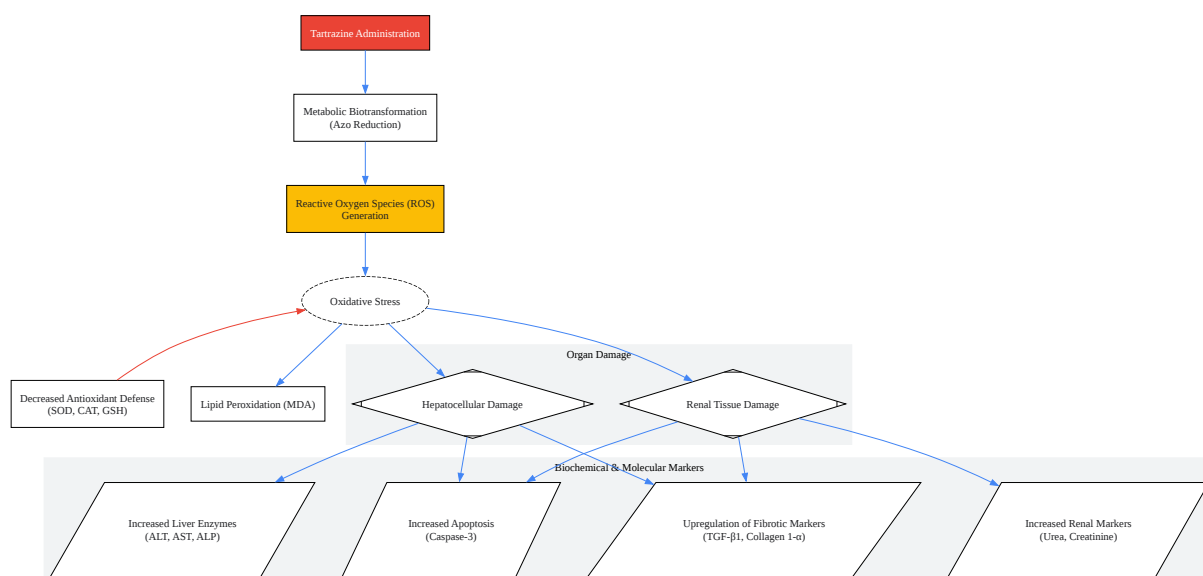 Tartrazine Administration
Metabolic Biotransformation
(Azo Reduction)
Reactive Oxygen Species (ROS)
Generation
Oxidative Stress
Organ Damage
Decreased Antioxidant Defense
(SOD, CAT, GSH)
Lipid Peroxidation (MDA)
Hepatocellular Damage
Renal Tissue Damage
Biochemical & Molecular Markers
Increased Liver Enzymes
(ALT, AST, ALP)
Increased Apoptosis
(Caspase-3)
Upregulation of Fibrotic Markers
(TGF-β1, Collagen 1-α)
Increased Renal Markers
(Urea, Creatinine)